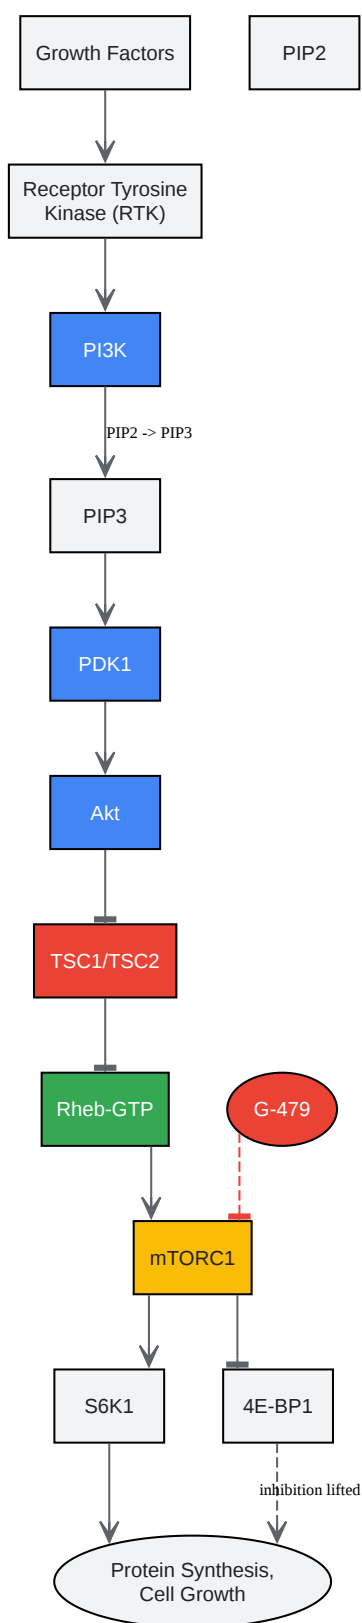 Growth Factors
PIP2
Receptor Tyrosine
Kinase (RTK)
PI3K
PIP2 -> PIP3
PIP3
PDK1
Akt
TSC1/TSC2
Rheb-GTP
G-479
mTORC1
S6K1
4E-BP1
inhibition lifted
Protein Synthesis,
Cell Growth